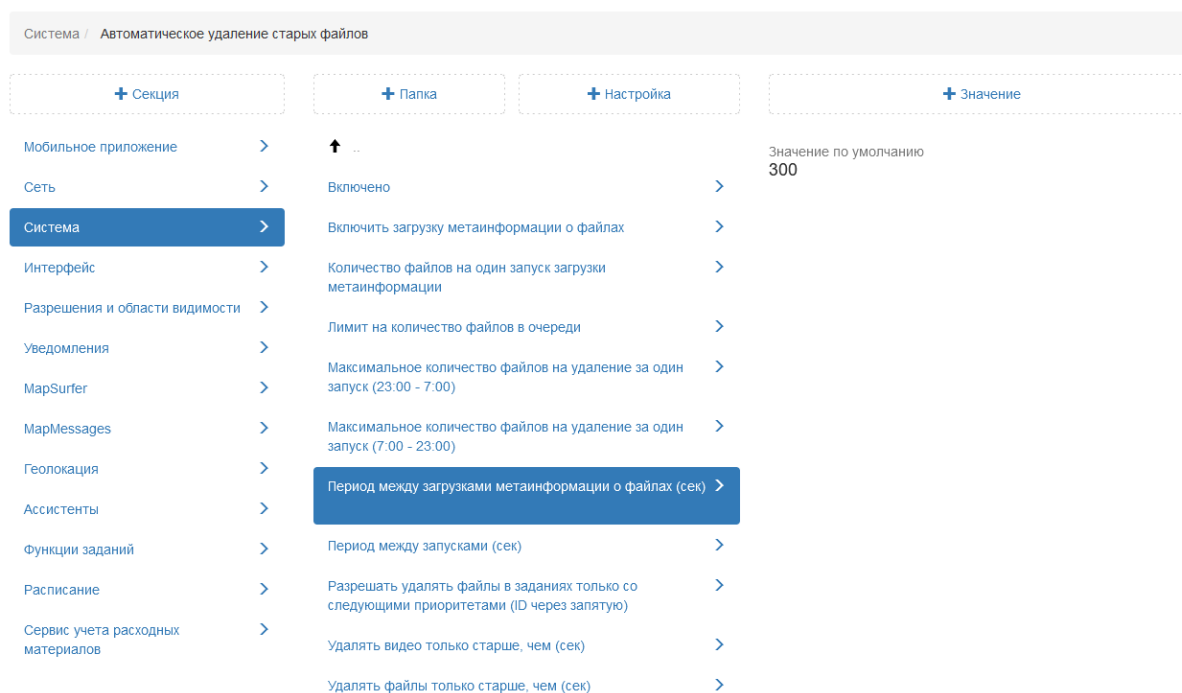 Система / Автоматическое удаление старых файлов
+ Секция
+ Папка
+ Настройка
+ Значение
Мобильное приложение
Сеть
Система
Интерфейс
Разрешения и области видимости
Уведомления
MapSurfer
MapMessages
Геолокация
Ассистенты
Функции заданий
Расписание
Сервис учета расходных
материалов
..
Включено
Включить загрузку метаинформации о файлах
Количество файлов на один запуск загрузки
метаинформации
Лимит на количество файлов в очереди
Максимальное количество файлов на удаление за один
запуск (23:00 - 7:00)
Максимальное количество файлов на удаление за один
запуск (7:00 - 23:00)
Период между загрузками метаинформации о файлах (сек)
Период между запусками (сек)
Разрешать удалять файлы в заданиях только со
следующими приоритетами (ID через запятую)
Удалять видео только старше, чем (сек)
Удалять файлы только старше, чем (сек)
Значение по умолчанию
300